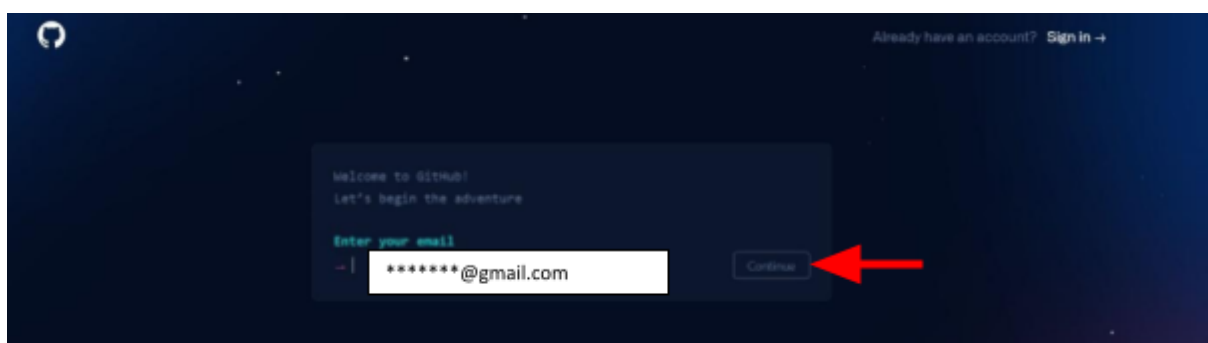 Already have an account? Sign in →
Welcome to GitHub!
Let's begin the adventure
Enter your email
→ *******@gmail.com
Continue